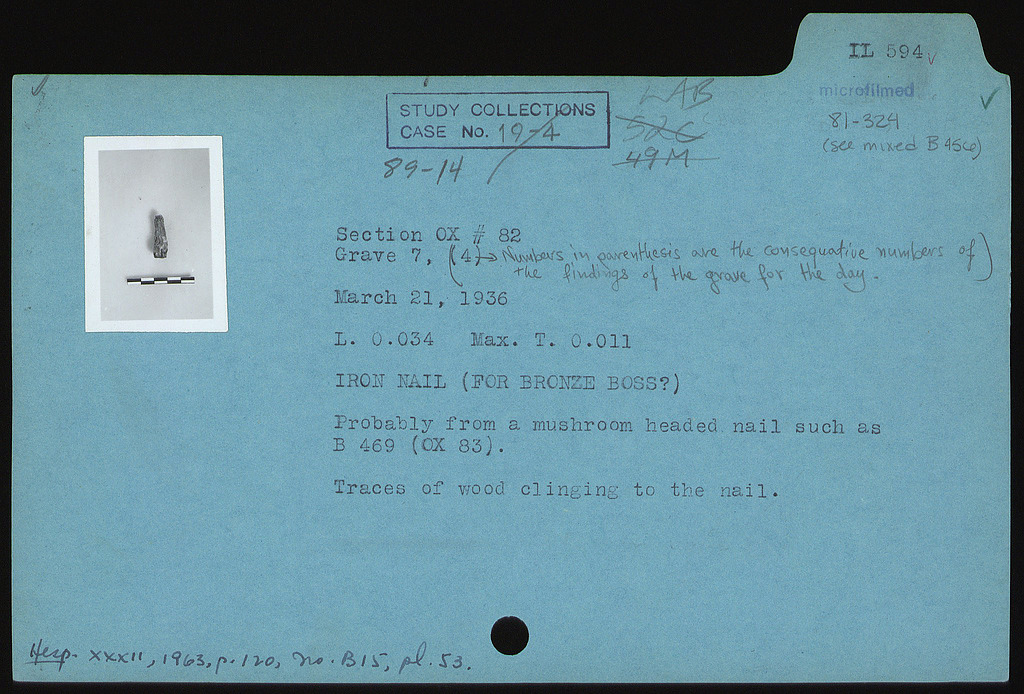 IL 594
microfilmed
81-324
(see mixed B 456)
STUDY COLLECTIONS
CASE No. 19-4
89-14
LAB
52C
49M
Section OX # 82
Grave 7, (4) → Numbers in parenthesis are the consequative numbers of
the findings of the grave for the day.
March 21, 1936
L. 0.034 Max. T. 0.011
IRON NAIL (FOR BRONZE BOSS?)
Probably from a mushroom headed nail such as
B 469 (OX 83).
Traces of wood clinging to the nail.
Hesp. XXXII, 1963, p. 120, no. B15, pl. 53.